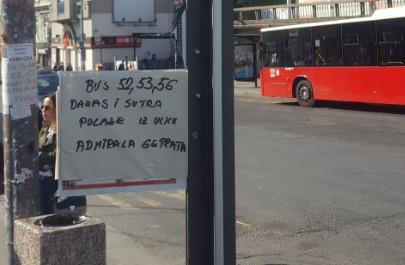 BUS 52,53,56
DANAS I SUTRA
POLAZE IZ ULICE
ADMIRALA GEPRATA